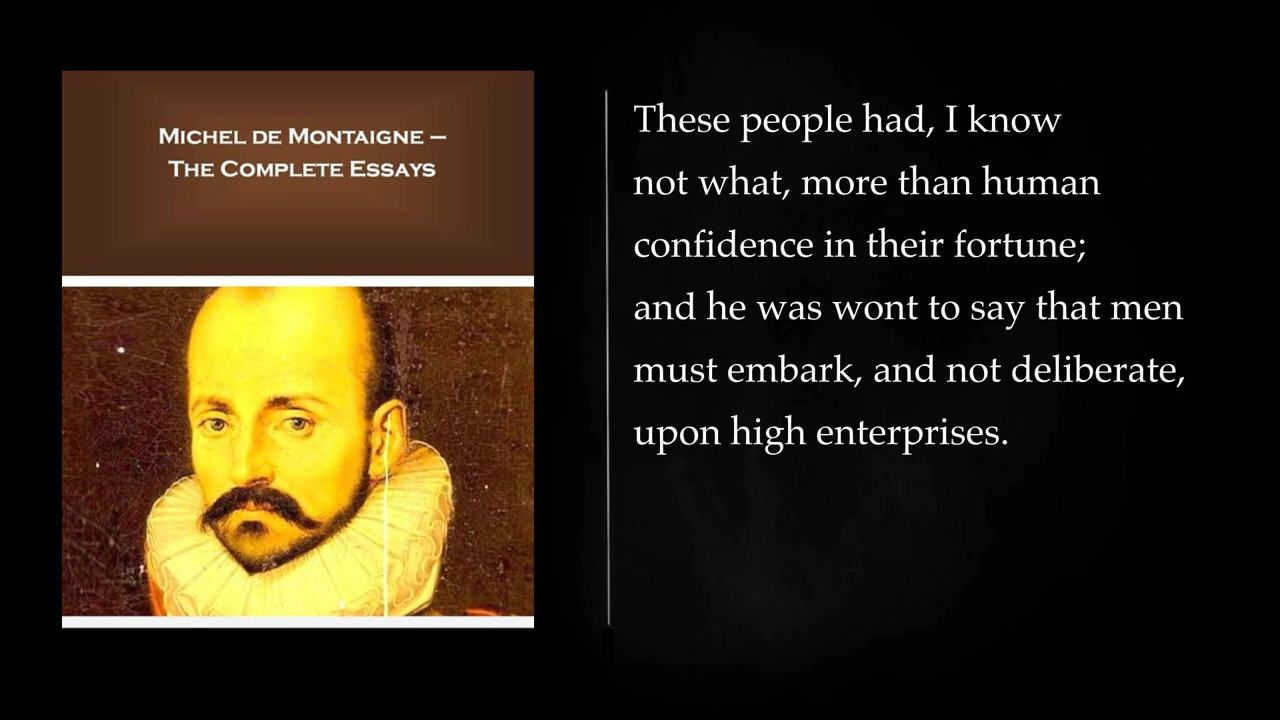 Michel de Montaigne –
The Complete Essays
These people had, I know
not what, more than human
confidence in their fortune;
and he was wont to say that men
must embark, and not deliberate,
upon high enterprises.